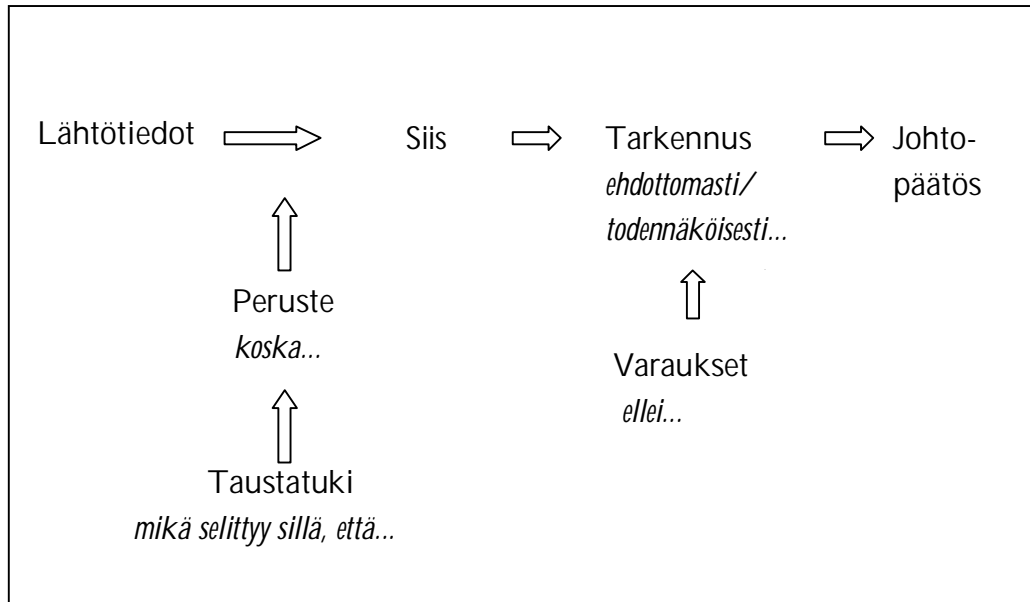 Lähtötiedot Siis Tarkennus Johto-
ehdottomasti/ päätös
todennäköisesti...
Peruste
koska...
Varaukset
ellei...
Taustatuki
mikä selittyy sillä, että...